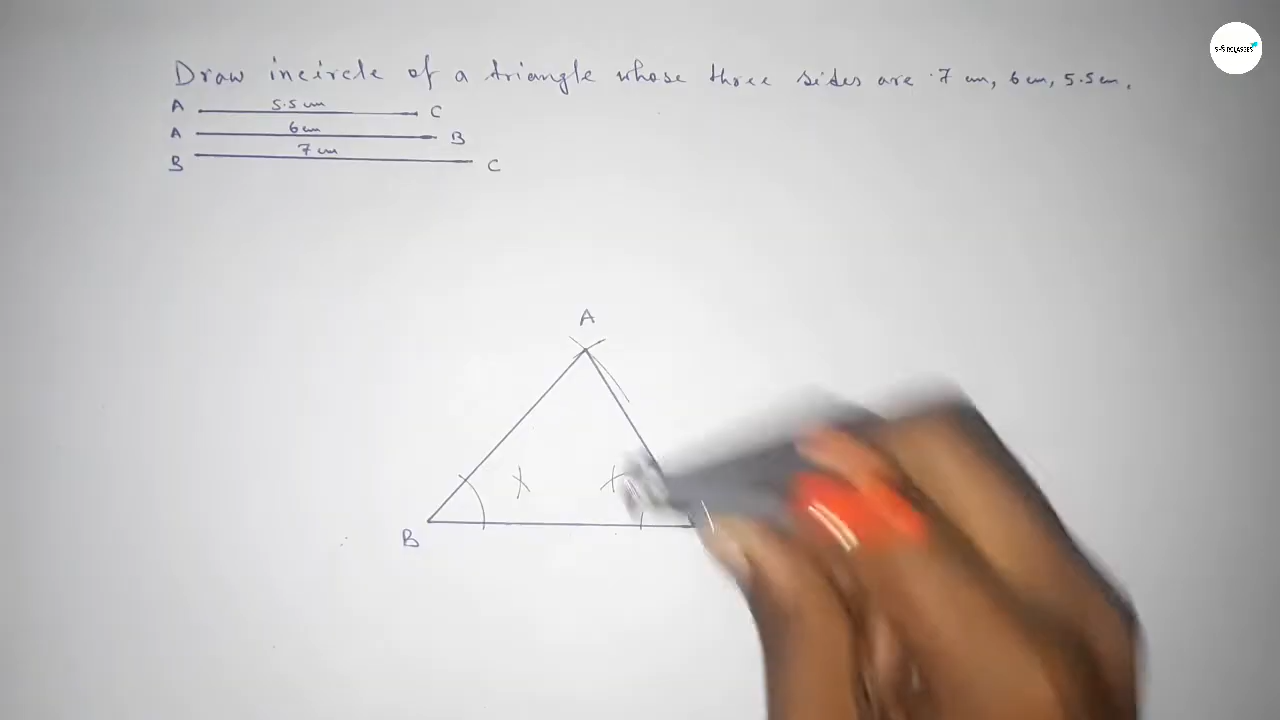 Draw incircle of a triangle whose three sides are 7 cm, 6 cm, 5.5 cm.
A 5.5 cm C
A 6 cm B
B 7 cm C
A
B
S-S RCLASSES